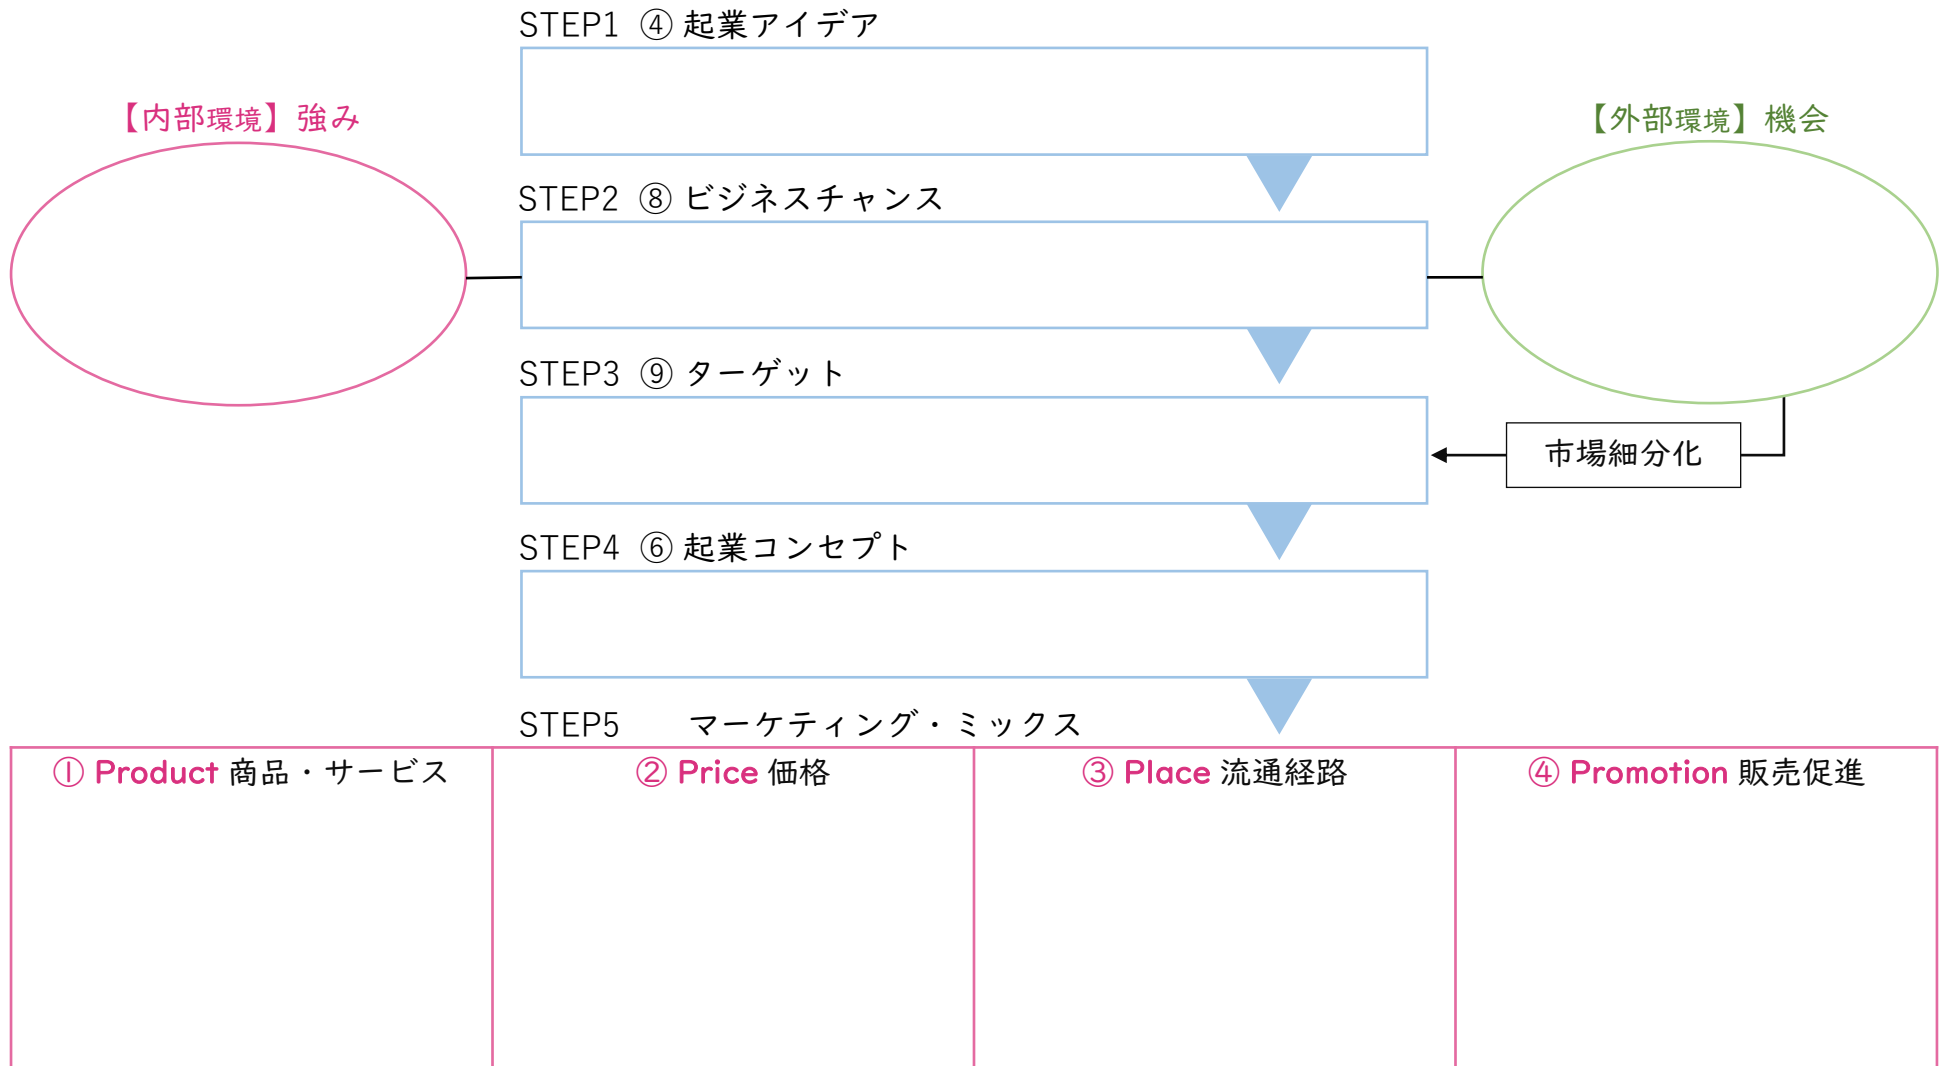 STEP1 ④ 起業アイデア
【内部環境】強み
【外部環境】機会
STEP2 ⑧ ビジネスチャンス
STEP3 ⑨ ターゲット
市場細分化
STEP4 ⑥ 起業コンセプト
STEP5 マーケティング・ミックス
① Product 商品・サービス
② Price 価格
③ Place 流通経路
④ Promotion 販売促進